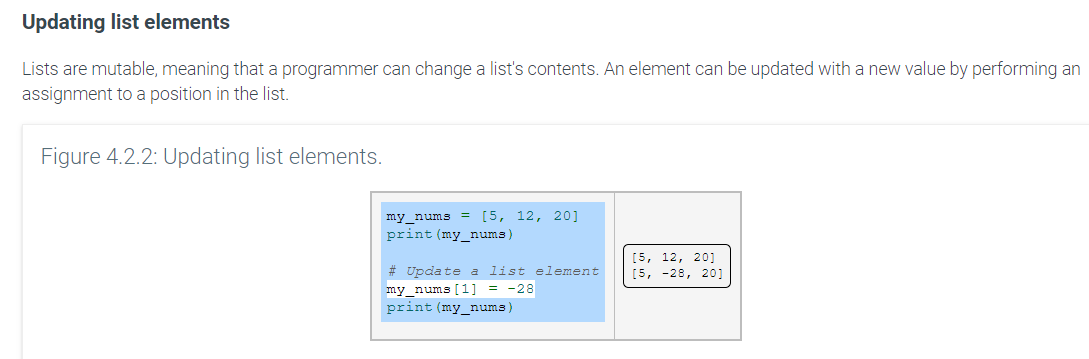 Updating list elements
Lists are mutable, meaning that a programmer can change a list's contents. An element can be updated with a new value by performing an
assignment to a position in the list.
Figure 4.2.2: Updating list elements.
my_nums = [5, 12, 20]
print(my_nums)
# Update a list element
my_nums[1] = -28
print(my_nums)
[5, 12, 20]
[5, -28, 20]